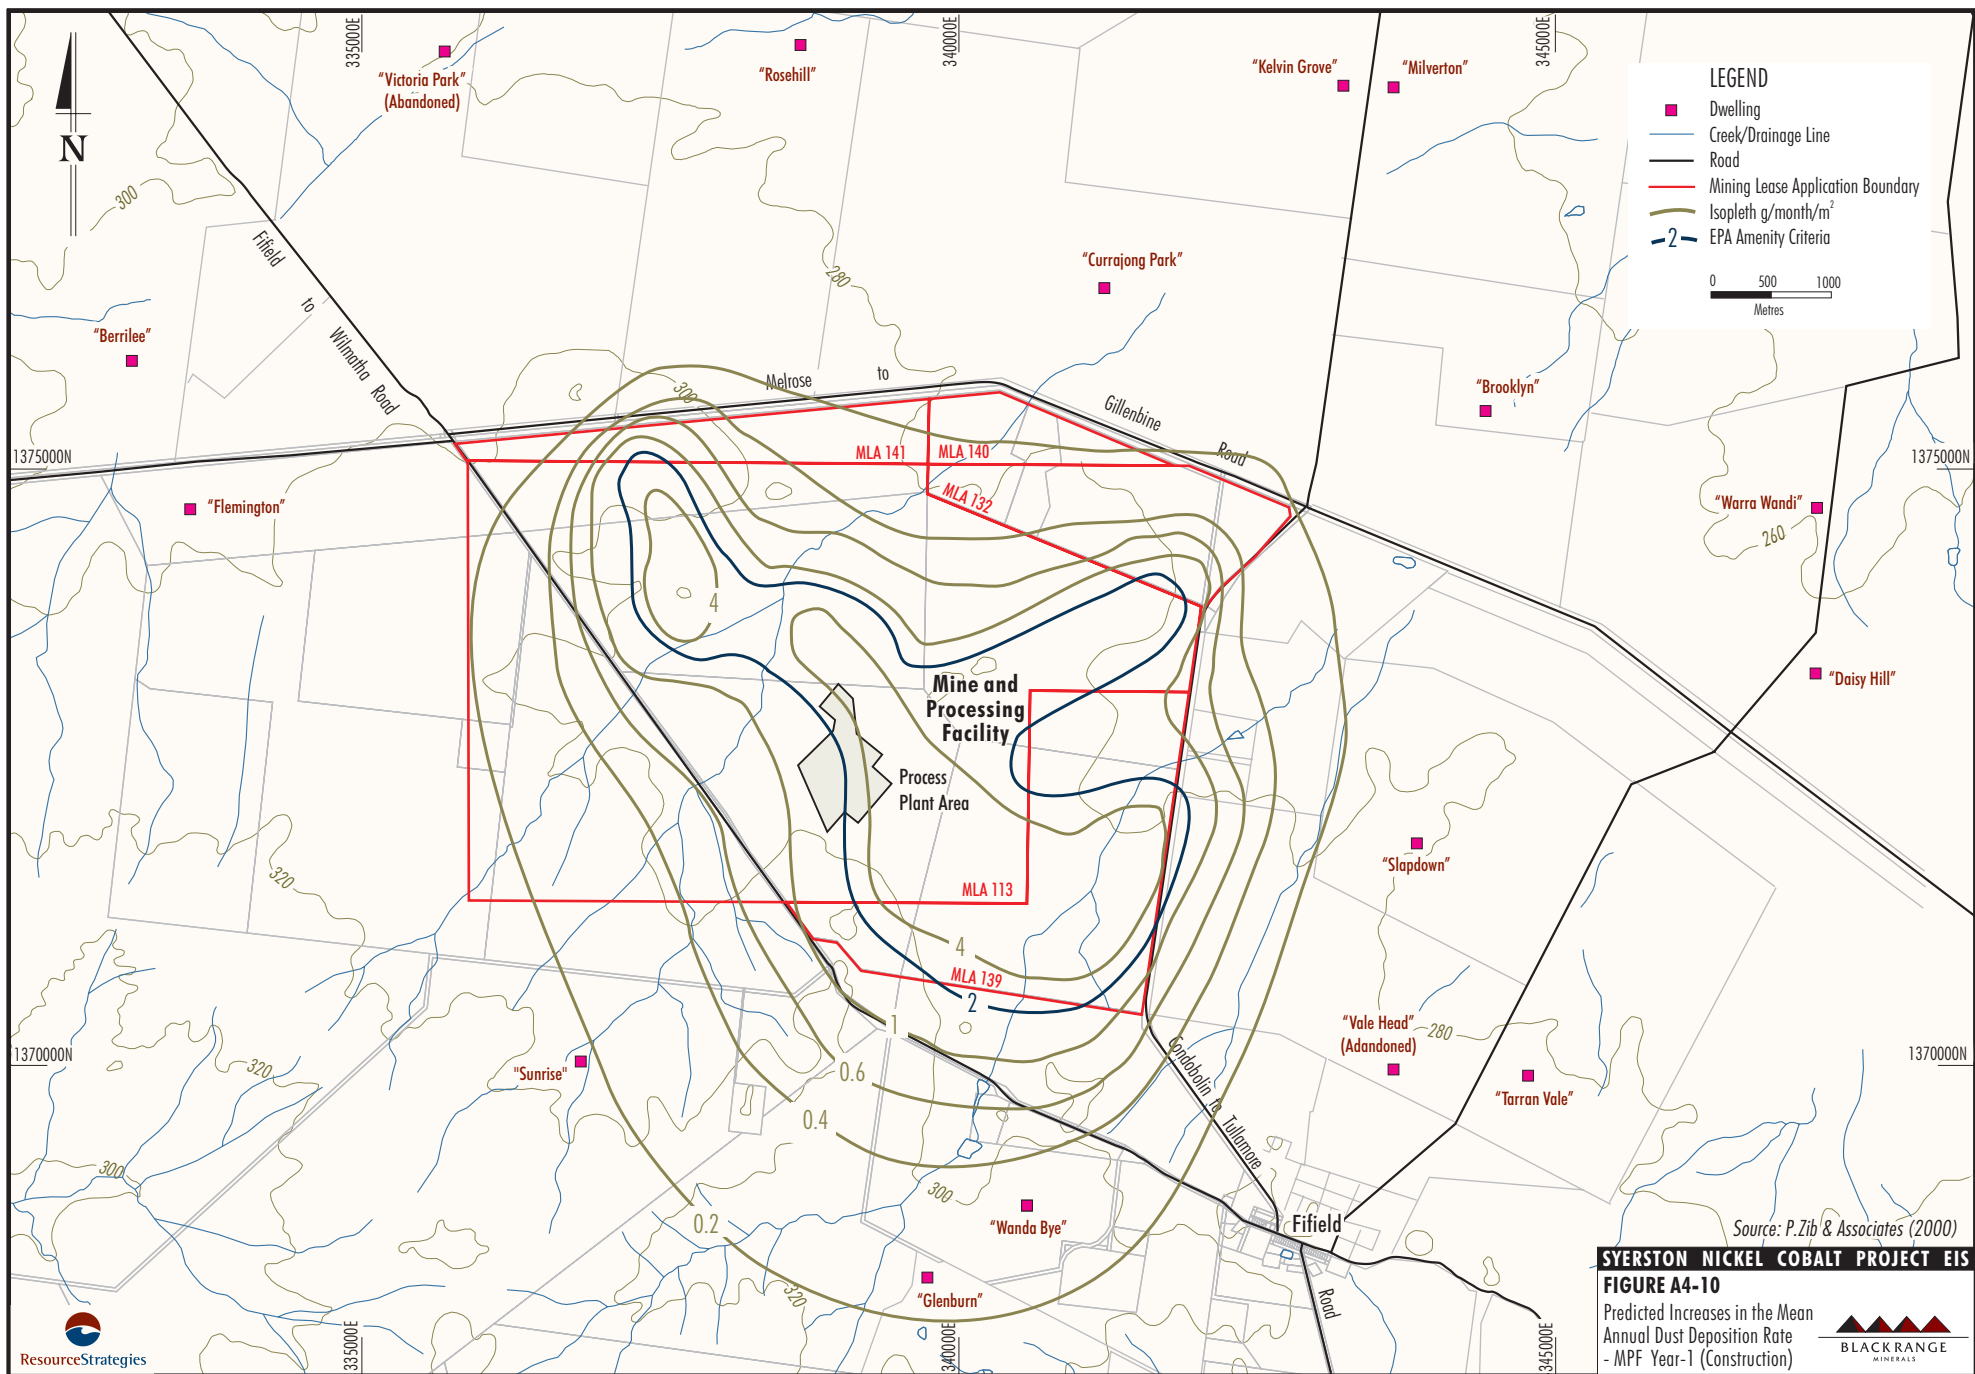 335000E
340000E
345000E
N
"Victoria Park"
(Abandoned)
"Rosehill"
"Kelvin Grove"
"Milverton"
LEGEND
Dwelling
Creek/Drainage Line
Road
Mining Lease Application Boundary
Isopleth g/month/m²
2 EPA Amenity Criteria
0 500 1000
Metres
300
Fifield to Wilmatha Road
280
"Currajong Park"
"Berrilee"
300
Melrose to Gillenbine Road
"Brooklyn"
1375000N
1375000N
MLA 141
MLA 140
MLA 132
"Flemington"
"Warra Wandi"
260
4
"Daisy Hill"
Mine and
Processing
Facility
Process
Plant Area
"Slapdown"
320
MLA 113
4
MLA 139
2
1
"Vale Head"
(Adandoned)
280
1370000N
1370000N
320
"Sunrise"
0.6
"Tarran Vale"
0.4
Condobolin to Tullamore Road
300
300
0.2
"Wanda Bye"
Fifield
320
"Glenburn"
335000E
340000E
345000E
Source: P.Zib & Associates (2000)
SYERSTON NICKEL COBALT PROJECT EIS
FIGURE A4-10
Predicted Increases in the Mean
Annual Dust Deposition Rate
- MPF Year-1 (Construction)
BLACK RANGE
MINERALS
ResourceStrategies